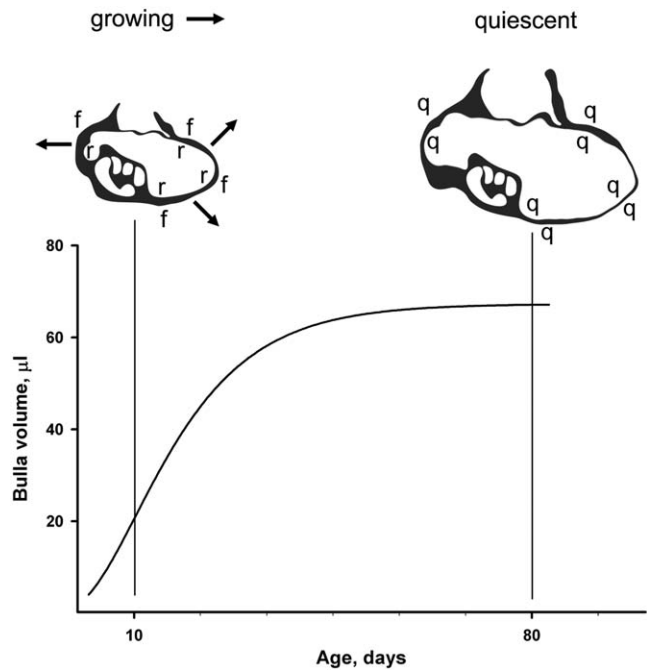 growing
quiescent
f
f
q
q
r
r
q
q
r
r
f
q
q
f
q
q
80
60
40
20
Bulla volume, μl
10
80
Age, days